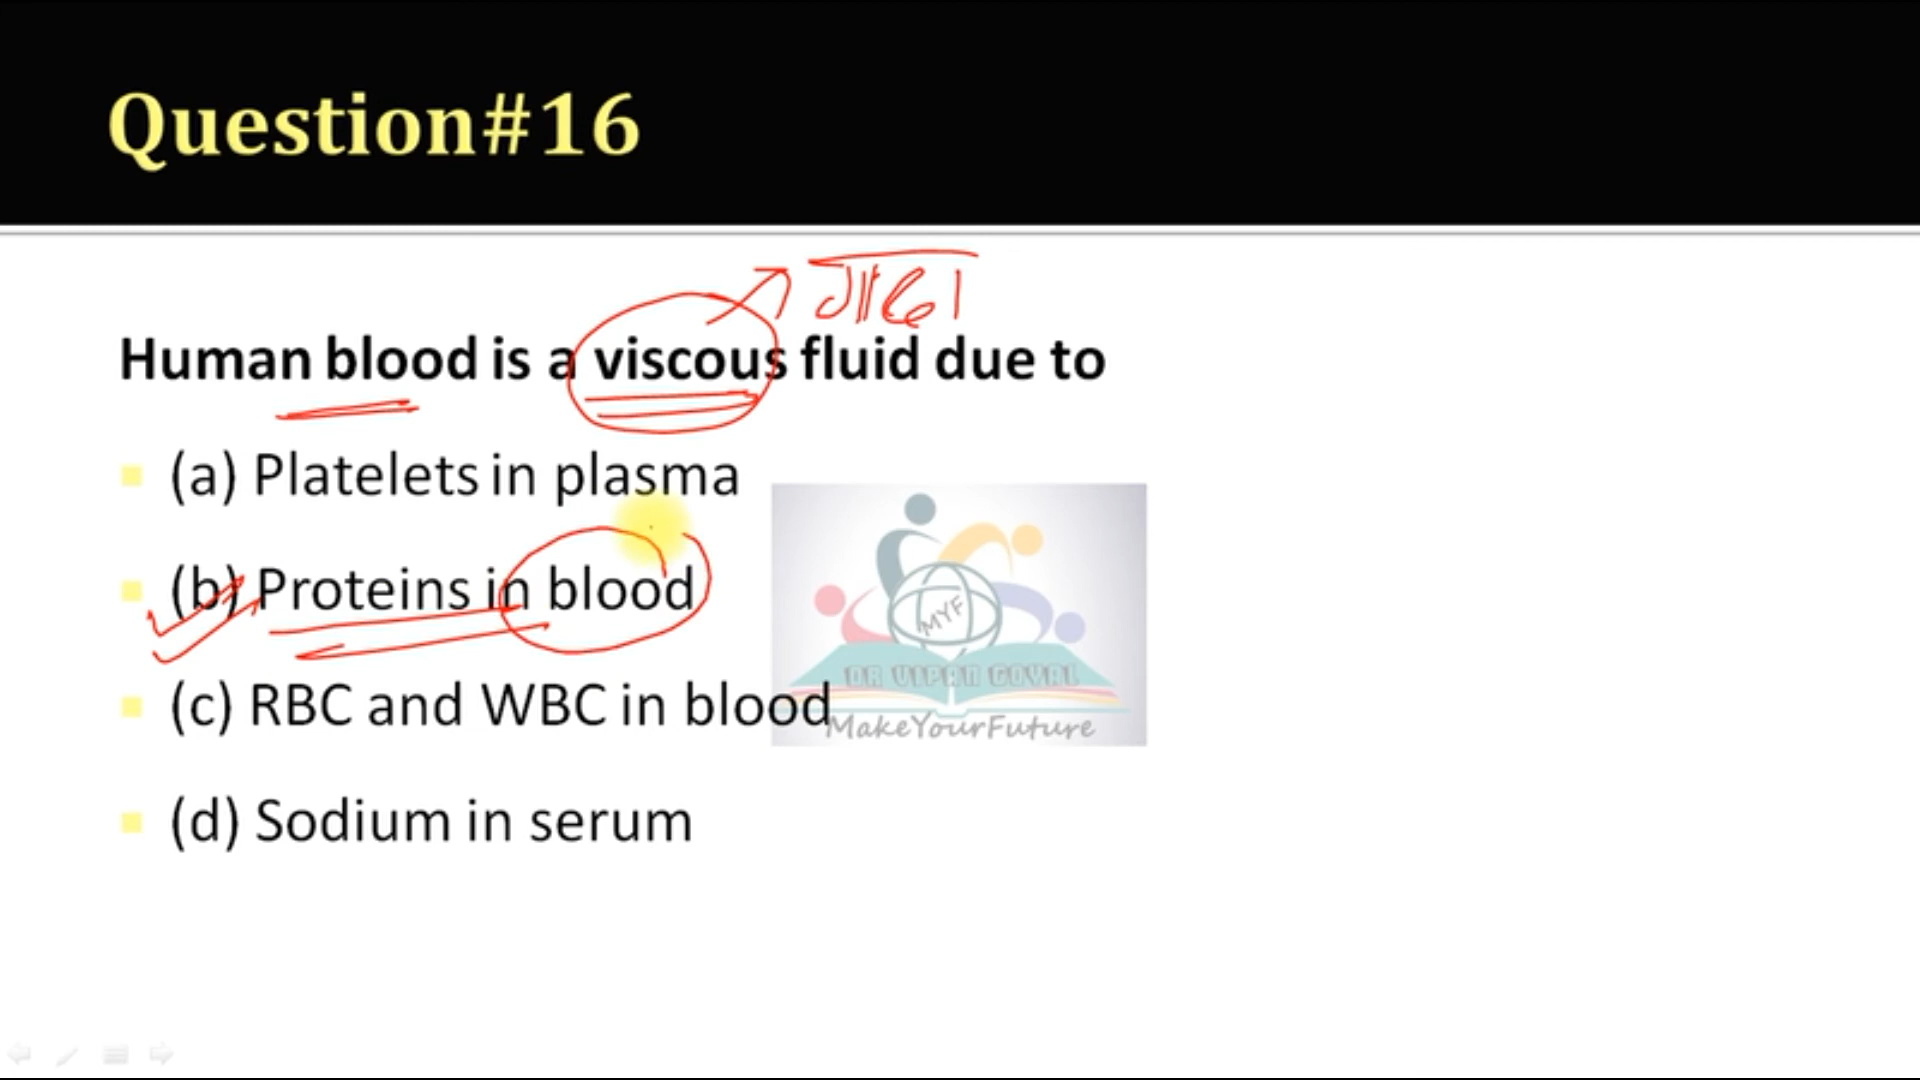 Question#16
गाढ़ा
Human blood is a viscous fluid due to
(a) Platelets in plasma
(b) Proteins in blood
(c) RBC and WBC in blood
(d) Sodium in serum
MYF
DR VIPAN GOYAL
MakeYourFuture